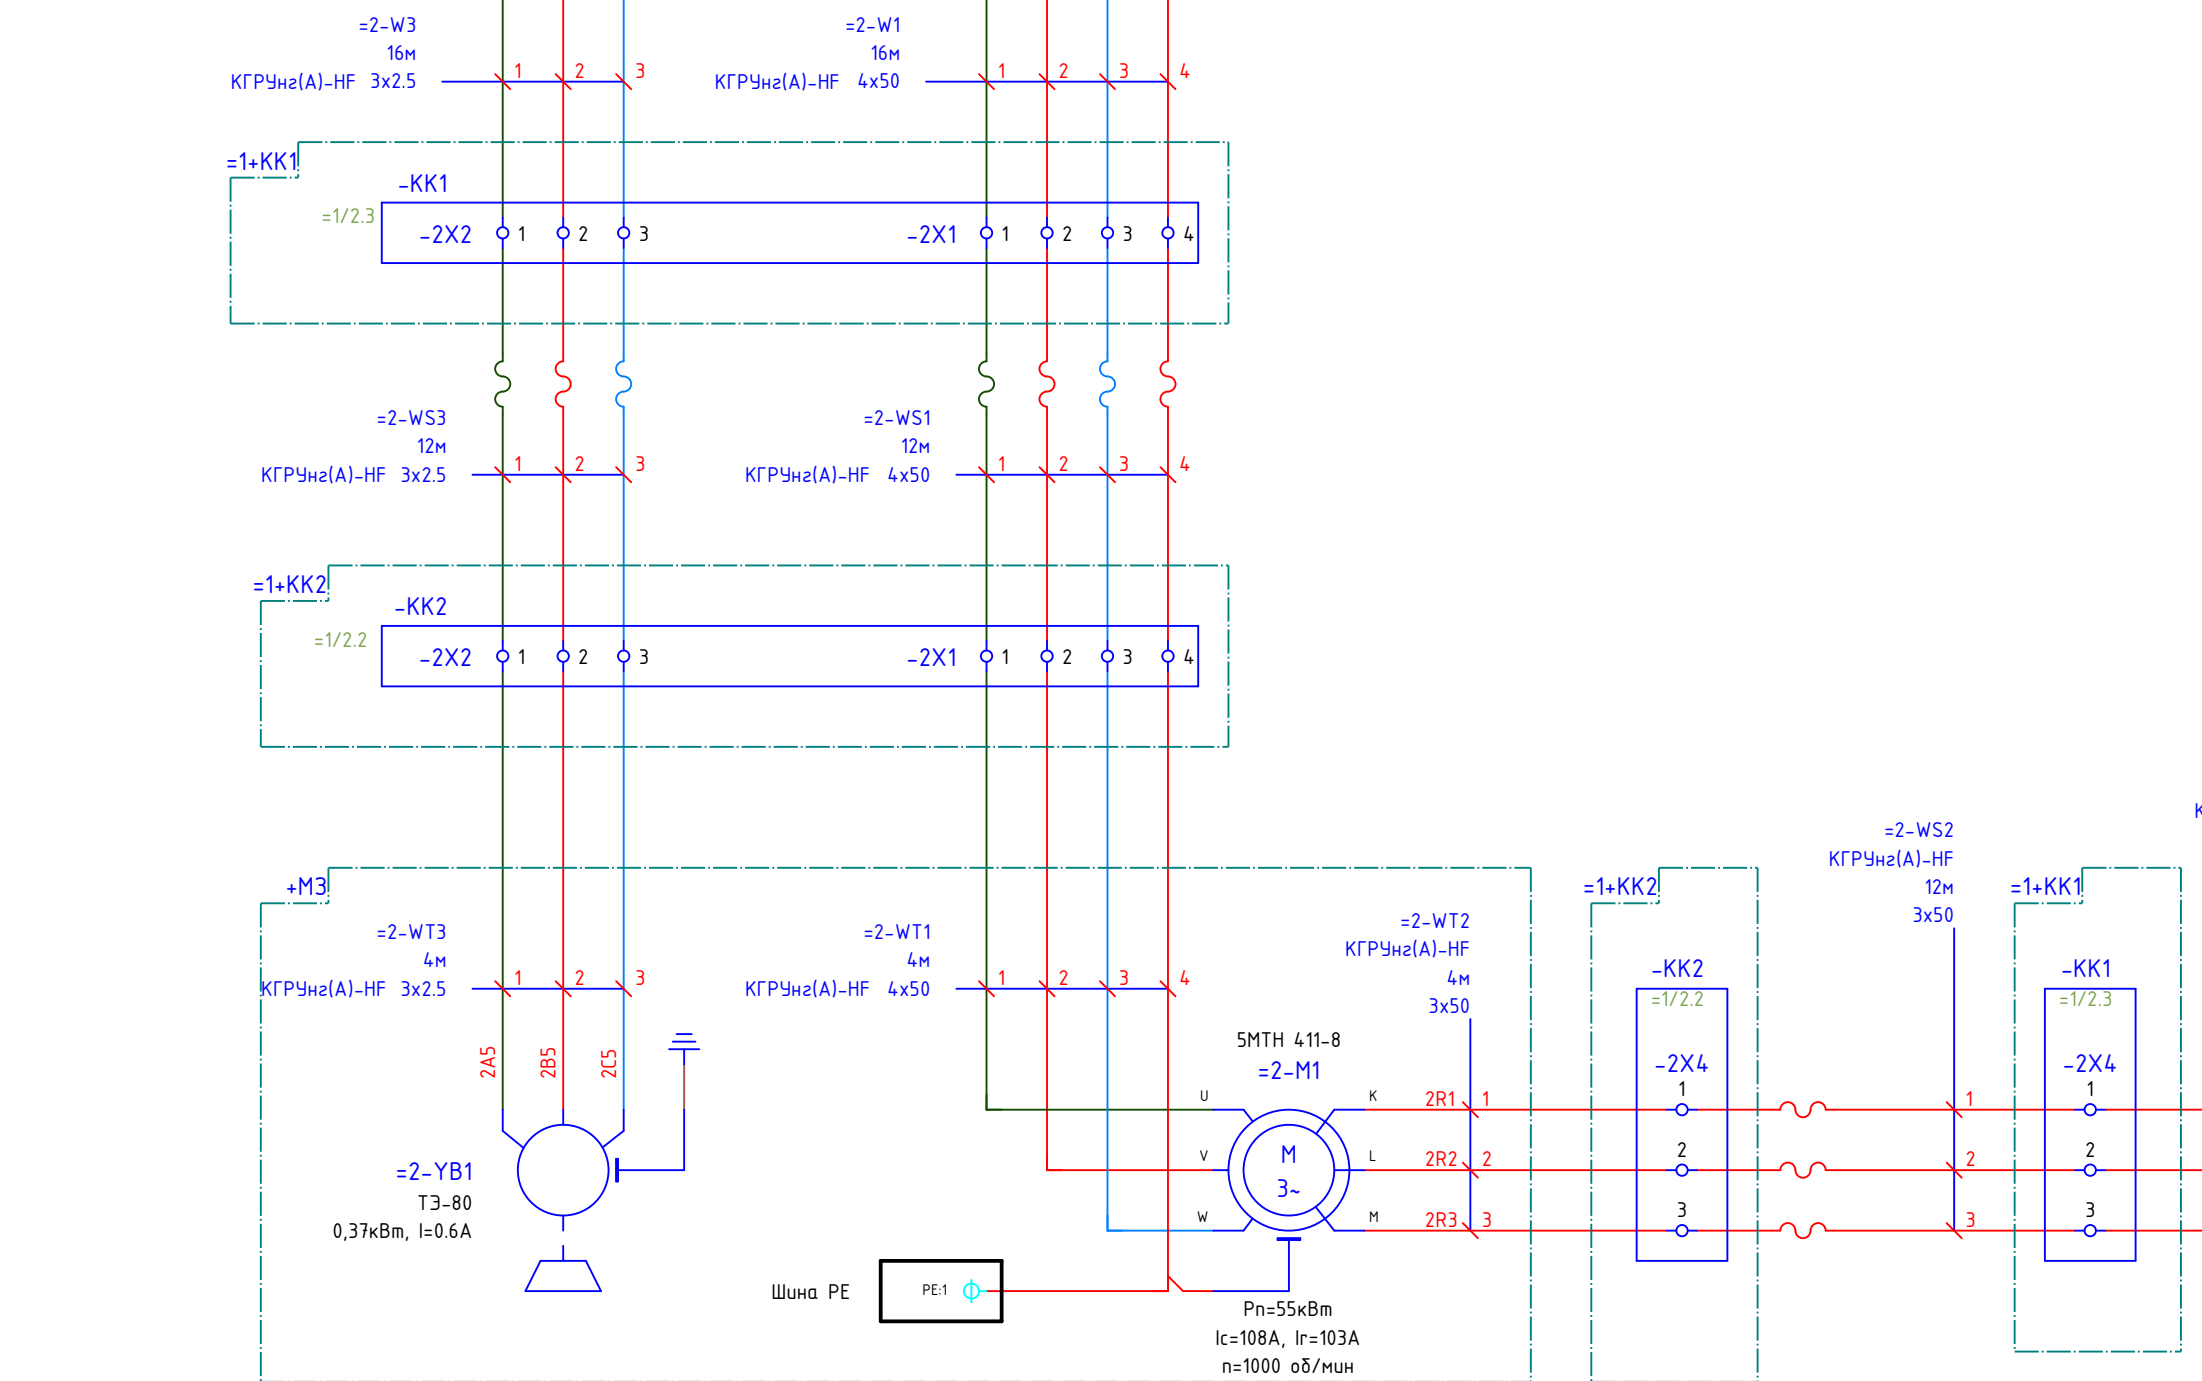 =2-W3
16м
КГРУнг(А)-HF 3x2.5
1 2 3
=2-W1
16м
КГРУнг(А)-HF 4x50
1 2 3 4
=1+KK1
-KK1
=1/2.3
-2X2 1 2 3
-2X1 1 2 3 4
=2-WS3
12м
КГРУнг(А)-HF 3x2.5
1 2 3
=2-WS1
12м
КГРУнг(А)-HF 4x50
1 2 3 4
=1+KK2
-KK2
=1/2.2
-2X2 1 2 3
-2X1 1 2 3 4
+M3
=2-WT3
4м
КГРУнг(А)-HF 3x2.5
1 2 3
2A5 2B5 2C5
=2-YB1
ТЭ-80
0,37кВт, I=0.6А
=2-WT1
4м
КГРУнг(А)-HF 4x50
1 2 3 4
Шина PE
PE:1
5МТН 411-8
=2-M1
U
V
W
M
3~
K
L
M
Pn=55кВт
Ic=108А, Ir=103А
n=1000 об/мин
=2-WT2
КГРУнг(А)-HF
4м
3x50
2R1 1
2R2 2
2R3 3
=1+KK2
-KK2
=1/2.2
-2X4
1
2
3
=2-WS2
КГРУнг(А)-HF
12м
3x50
1
2
3
=1+KK1
-KK1
=1/2.3
-2X4
1
2
3